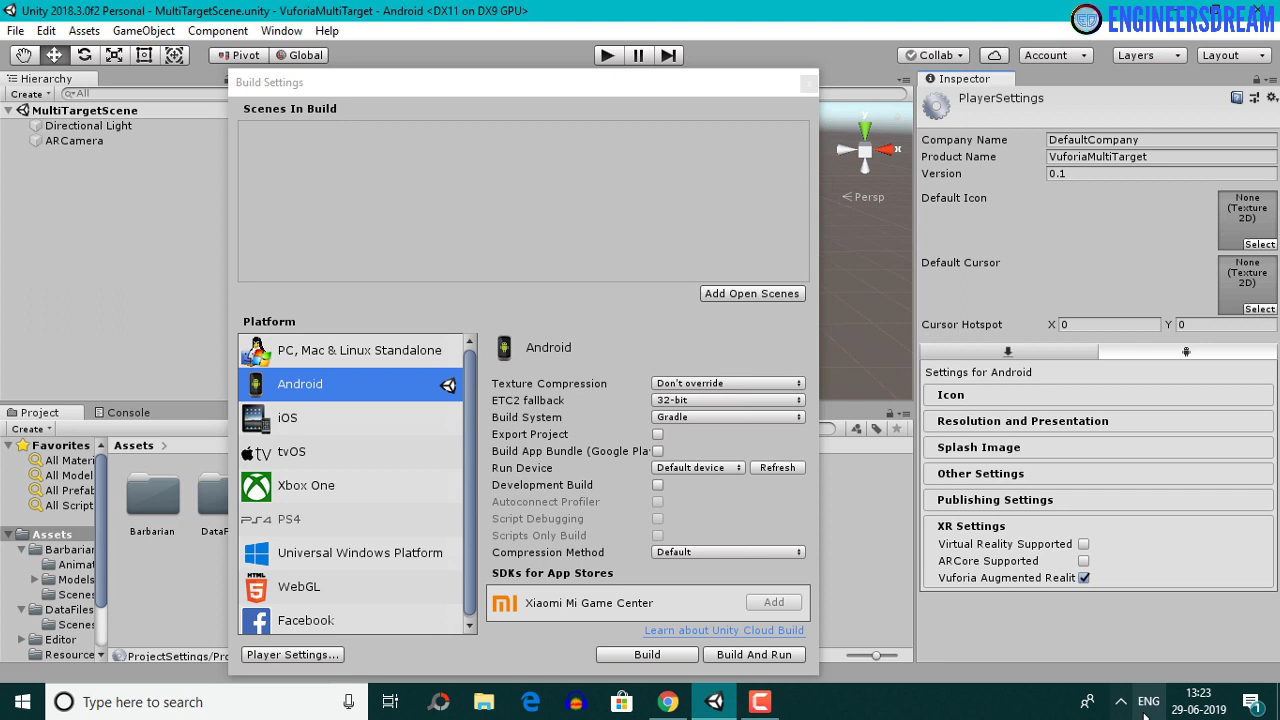 Unity 2018.3.0f2 Personal - MultiTargetScene.unity - VuforiaMultiTarget - Android <DX11 on DX9 GPU>
ENGINEERSDREAM
File Edit Assets GameObject Component Window Help
Pivot Global Collab Account Layers Layout
Hierarchy
Create All
MultiTargetScene
Directional Light
ARCamera
Build Settings
Scenes In Build
Add Open Scenes
Platform
PC, Mac & Linux Standalone
Android
iOS
tvOS
Xbox One
PS4
Universal Windows Platform
WebGL
Facebook
Player Settings...
Android
Texture Compression Don't override
ETC2 fallback 32-bit
Build System Gradle
Export Project
Build App Bundle (Google Pla
Run Device Default device Refresh
Development Build
Autoconnect Profiler
Script Debugging
Scripts Only Build
Compression Method Default
SDKs for App Stores
Xiaomi Mi Game Center Add
Learn about Unity Cloud Build
Build Build And Run
y
x
Persp
Inspector
PlayerSettings
Company Name DefaultCompany
Product Name VuforiaMultiTarget
Version 0.1
Default Icon
None
(Texture
2D)
Select
Default Cursor
None
(Texture
2D)
Select
Cursor Hotspot X 0 Y 0
Settings for Android
Icon
Resolution and Presentation
Splash Image
Other Settings
Publishing Settings
XR Settings
Virtual Reality Supported
ARCore Supported
Vuforia Augmented Realit
Project Console
Create
Favorites
All Materi
All Model
All Prefab
All Script
Assets
Barbarian
Animat
Models
Scenes
DataFiles
Scenes
Editor
Resource
Assets
Barbarian
DataF
ProjectSettings/Pro
Type here to search
ENG
13:23
29-06-2019
1